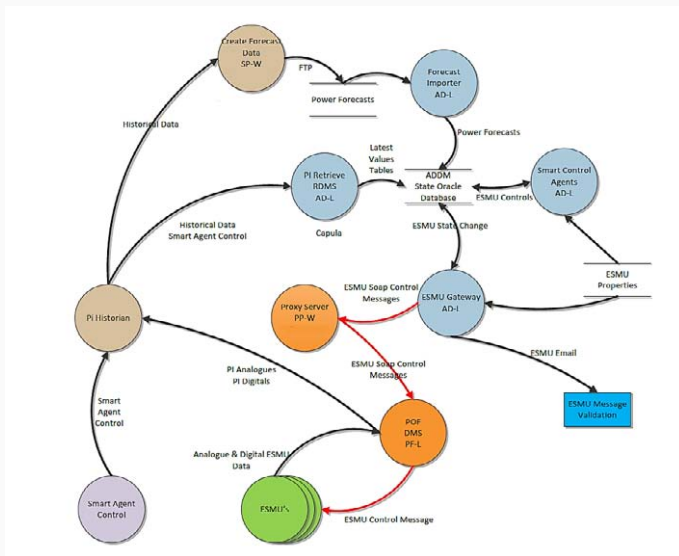 Create Forecast
Data
SP-W
FTP
Power Forecasts
Forecast
Importer
AD-L
Historical Data
Power Forecasts
Latest
Values
Tables
PI Retrieve
RDMS
AD-L
ADDM
State Oracle
Database
Smart Control
Agents
AD-L
ESMU Controls
Capula
Historical Data
Smart Agent Control
ESMU State Change
ESMU
Properties
ESMU Soap Control
Messages
ESMU Gateway
AD-L
Proxy Server
PP-W
PI Historian
ESMU Email
ESMU Soap Control
Messages
PI Analogues
PI Digitals
ESMU Message
Validation
Smart
Agent
Control
POF
DMS
PF-L
Analogue & Digital ESMU
Data
Smart Agent
Control
ESMU's
ESMU Control Message